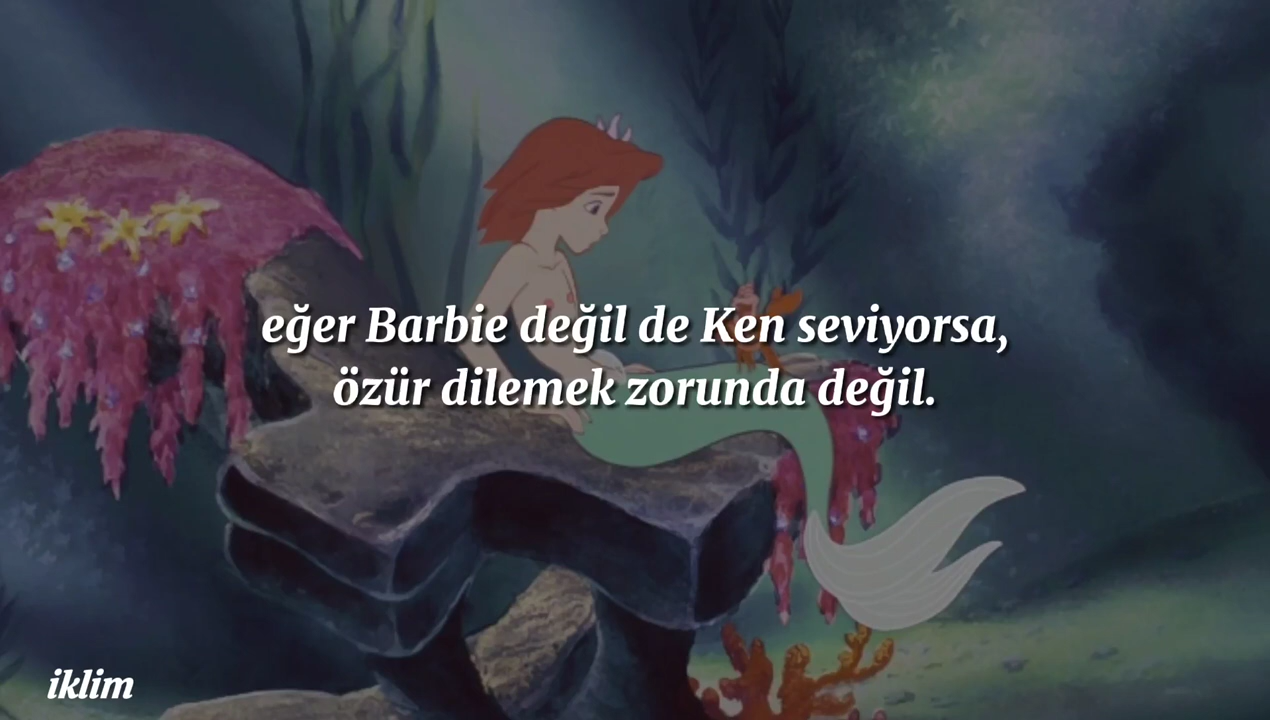 eğer Barbie değil de Ken seviyorsa,
özür dilemek zorunda değil.
iklim